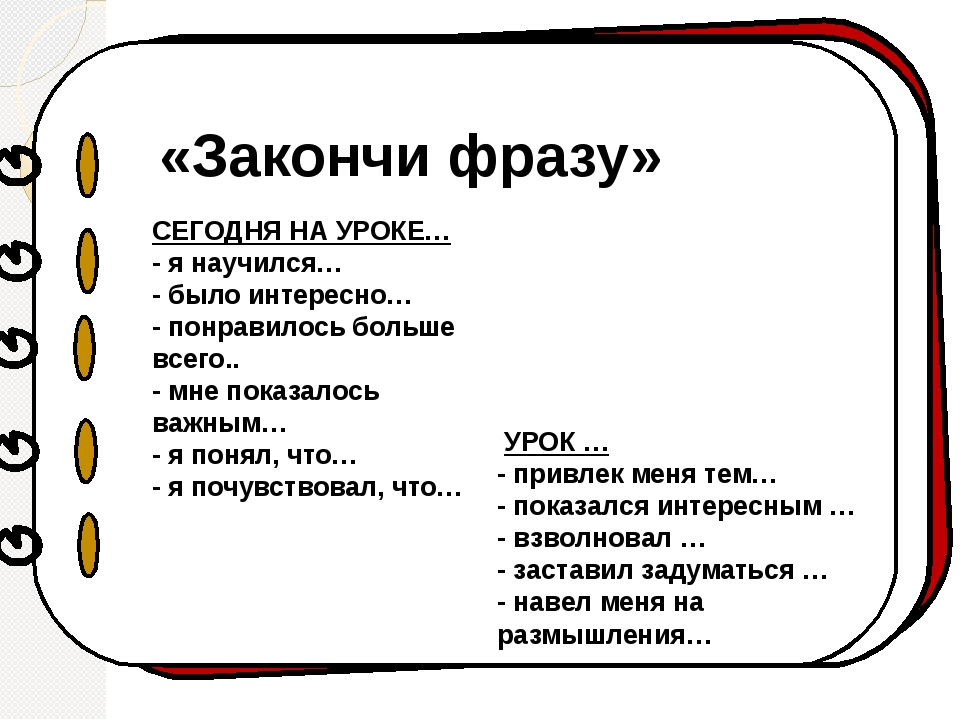 «Закончи фразу»
СЕГОДНЯ НА УРОКЕ…
- я научился…
- было интересно…
- понравилось больше
всего..
- мне показалось
важным…
- я понял, что…
- я почувствовал, что…
УРОК …
- привлек меня тем…
- показался интересным …
- взволновал …
- заставил задуматься …
- навел меня на
размышления…